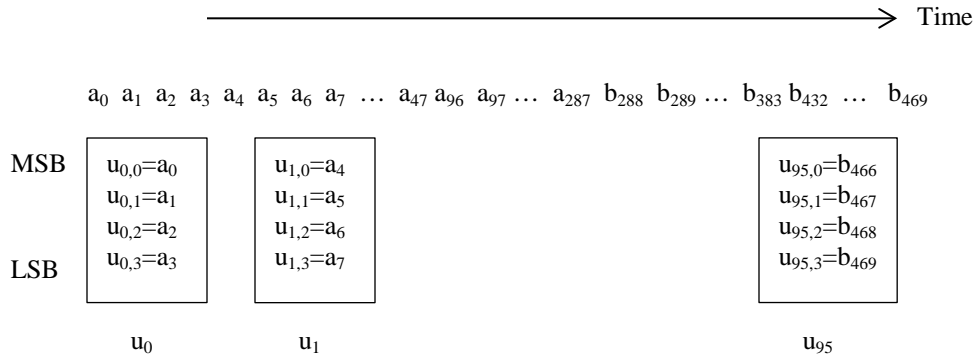 Time
a0 a1 a2 a3 a4 a5 a6 a7 … a47 a96 a97 … a287 b288 b289 … b383 b432 … b469
MSB u0,0=a0 u1,0=a4 u95,0=b466
u0,1=a1 u1,1=a5 u95,1=b467
u0,2=a2 u1,2=a6 u95,2=b468
LSB u0,3=a3 u1,3=a7 u95,3=b469
u0 u1 u95